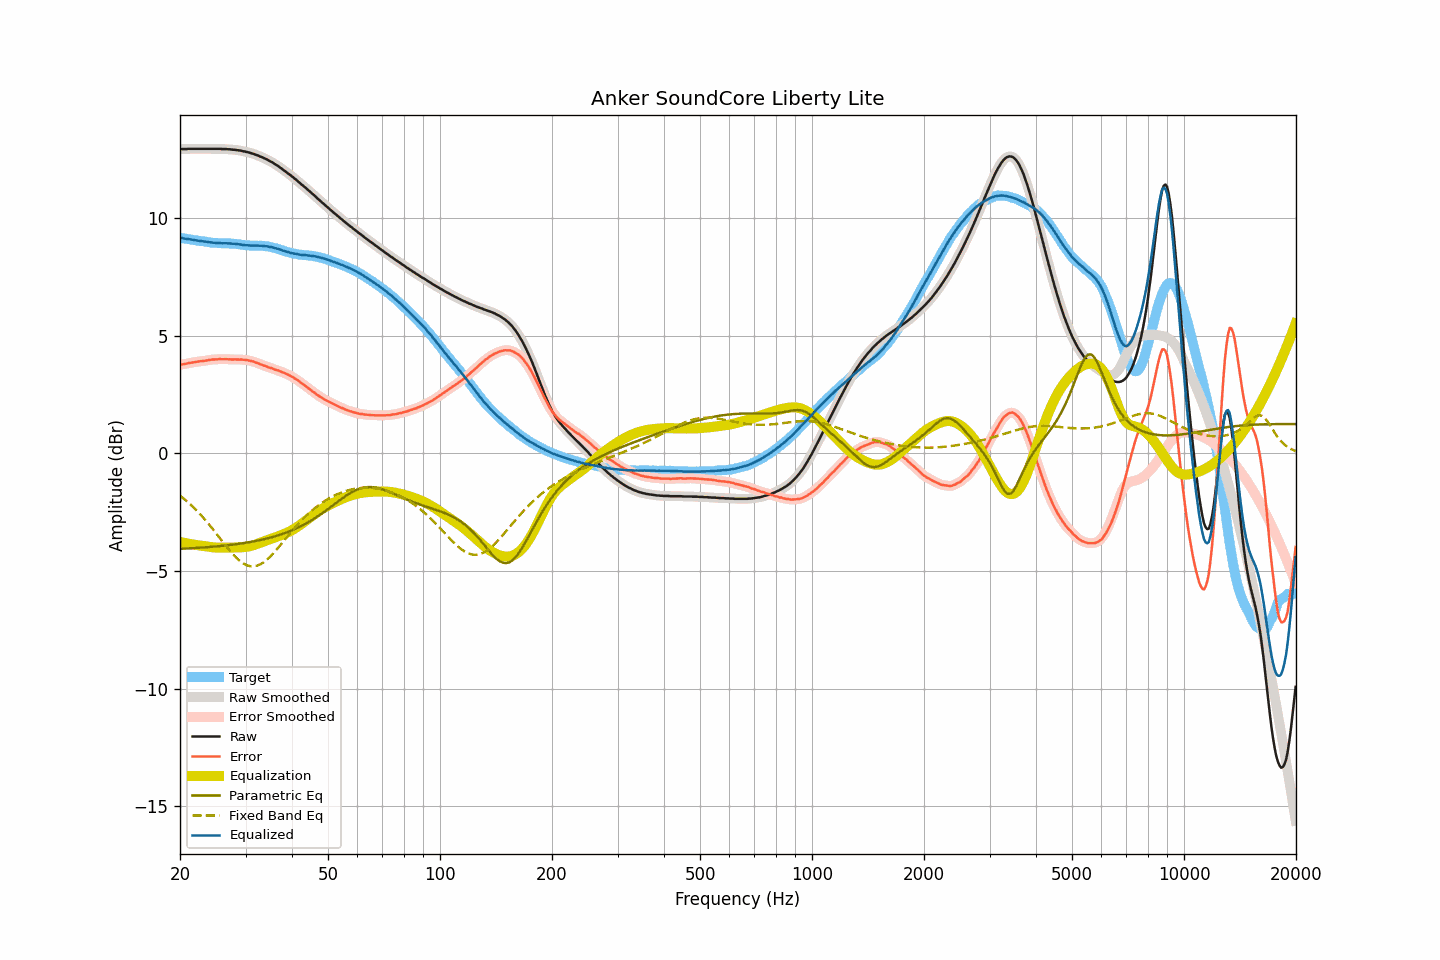 Anker SoundCore Liberty Lite
Amplitude (dBr)
10
5
0
−5
−10
−15
Target
Raw Smoothed
Error Smoothed
Raw
Error
Equalization
Parametric Eq
Fixed Band Eq
Equalized
20 50 100 200 500 1000 2000 5000 10000 20000
Frequency (Hz)